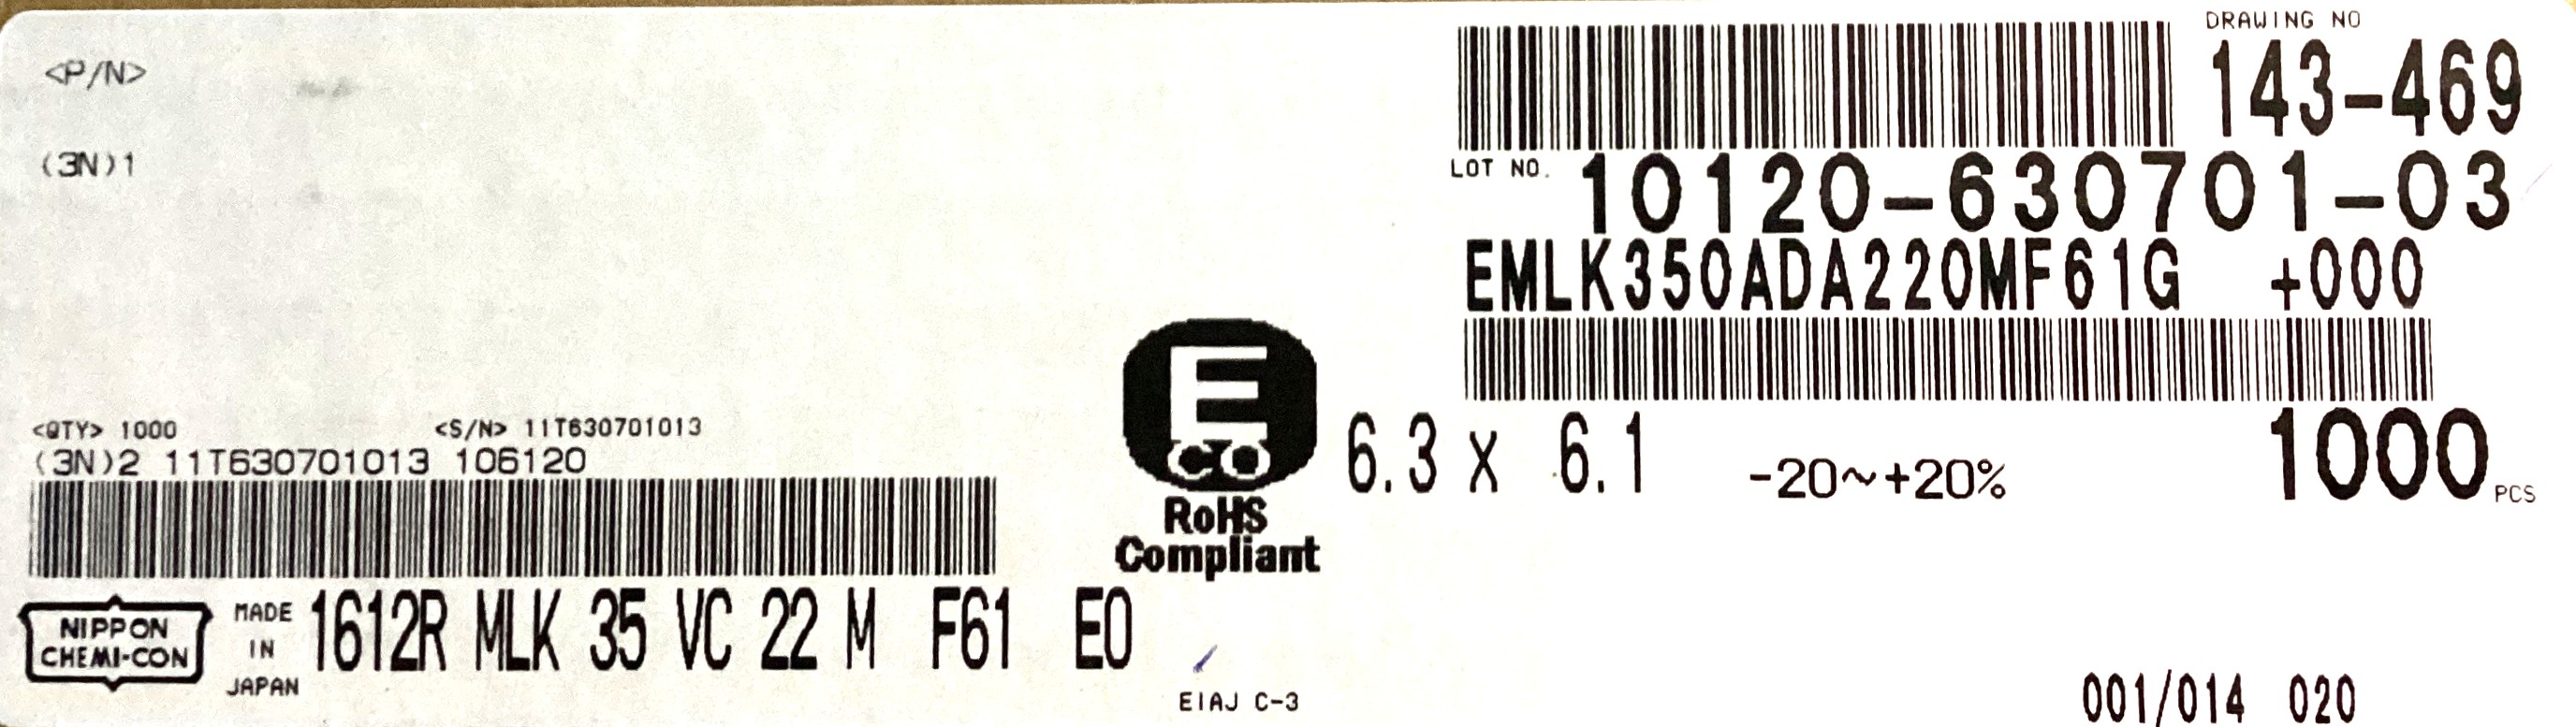 <P/N>
(3N)1
DRAWING NO
143-469
LOT NO. 10120-630701-03
EMLK350ADA220MF61G +000
<QTY> 1000 <S/N> 11T630701013
(3N)2 11T630701013 106120
E
CO
RoHS
Compliant
6.3 x 6.1 -20~+20% 1000 PCS
NIPPON
CHEMI-CON
MADE
IN
JAPAN
1612R MLK 35 VC 22 M F61 E0
EIAJ C-3
001/014 020